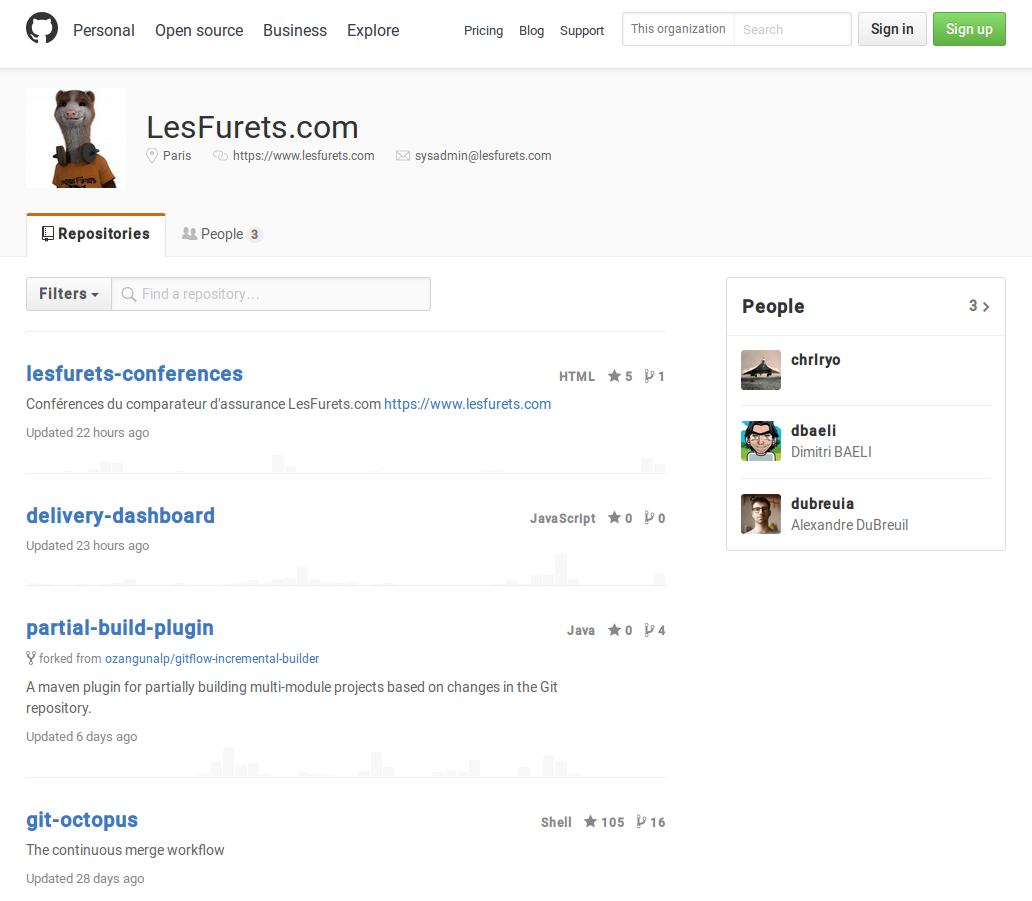 Personal Open source Business Explore Pricing Blog Support This organization Search Sign in Sign up
LesFurets.com
Paris https://www.lesfurets.com sysadmin@lesfurets.com
Repositories People 3
Filters Find a repository…
People 3
chrlryo
dbaeli
Dimitri BAELI
dubreuia
Alexandre DuBreuil
lesfurets-conferences HTML 5 1
Conférences du comparateur d'assurance LesFurets.com https://www.lesfurets.com
Updated 22 hours ago
delivery-dashboard JavaScript 0 0
Updated 23 hours ago
partial-build-plugin Java 0 4
forked from ozangunalp/gitflow-incremental-builder
A maven plugin for partially building multi-module projects based on changes in the Git
repository.
Updated 6 days ago
git-octopus Shell 105 16
The continuous merge workflow
Updated 28 days ago